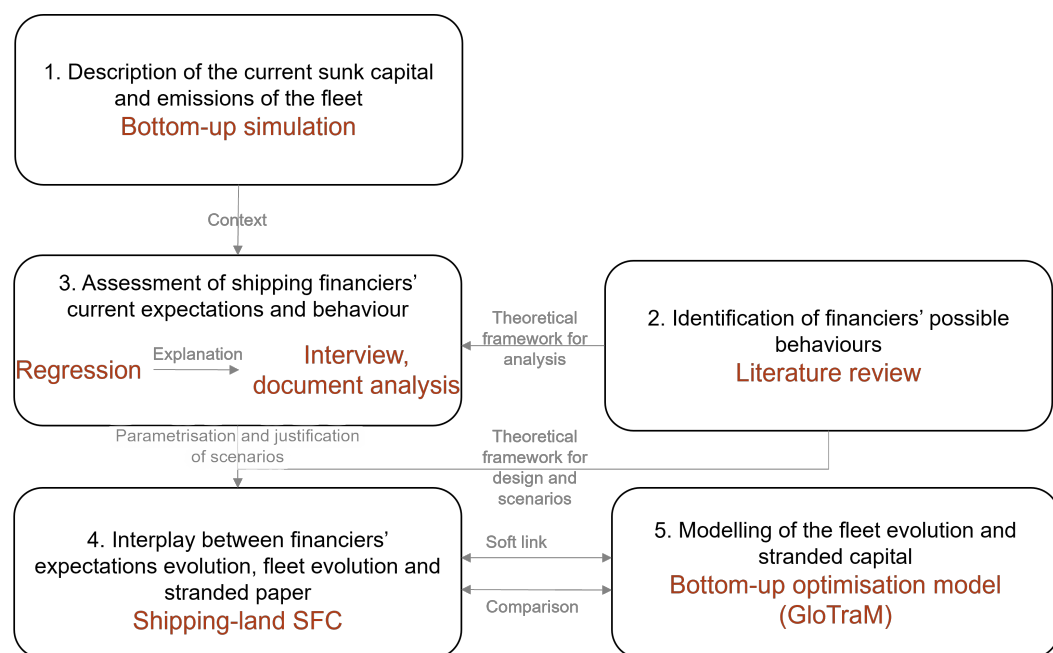 1. Description of the current sunk capital
and emissions of the fleet
Bottom-up simulation
Context
3. Assessment of shipping financiers’
current expectations and behaviour
Regression
Explanation
Interview,
document analysis
Theoretical
framework for
analysis
2. Identification of financiers’ possible
behaviours
Literature review
Parametrisation and justification
of scenarios
Theoretical
framework for
design and
scenarios
4. Interplay between financiers’
expectations evolution, fleet evolution and
stranded paper
Shipping-land SFC
Soft link
Comparison
5. Modelling of the fleet evolution and
stranded capital
Bottom-up optimisation model
(GloTraM)